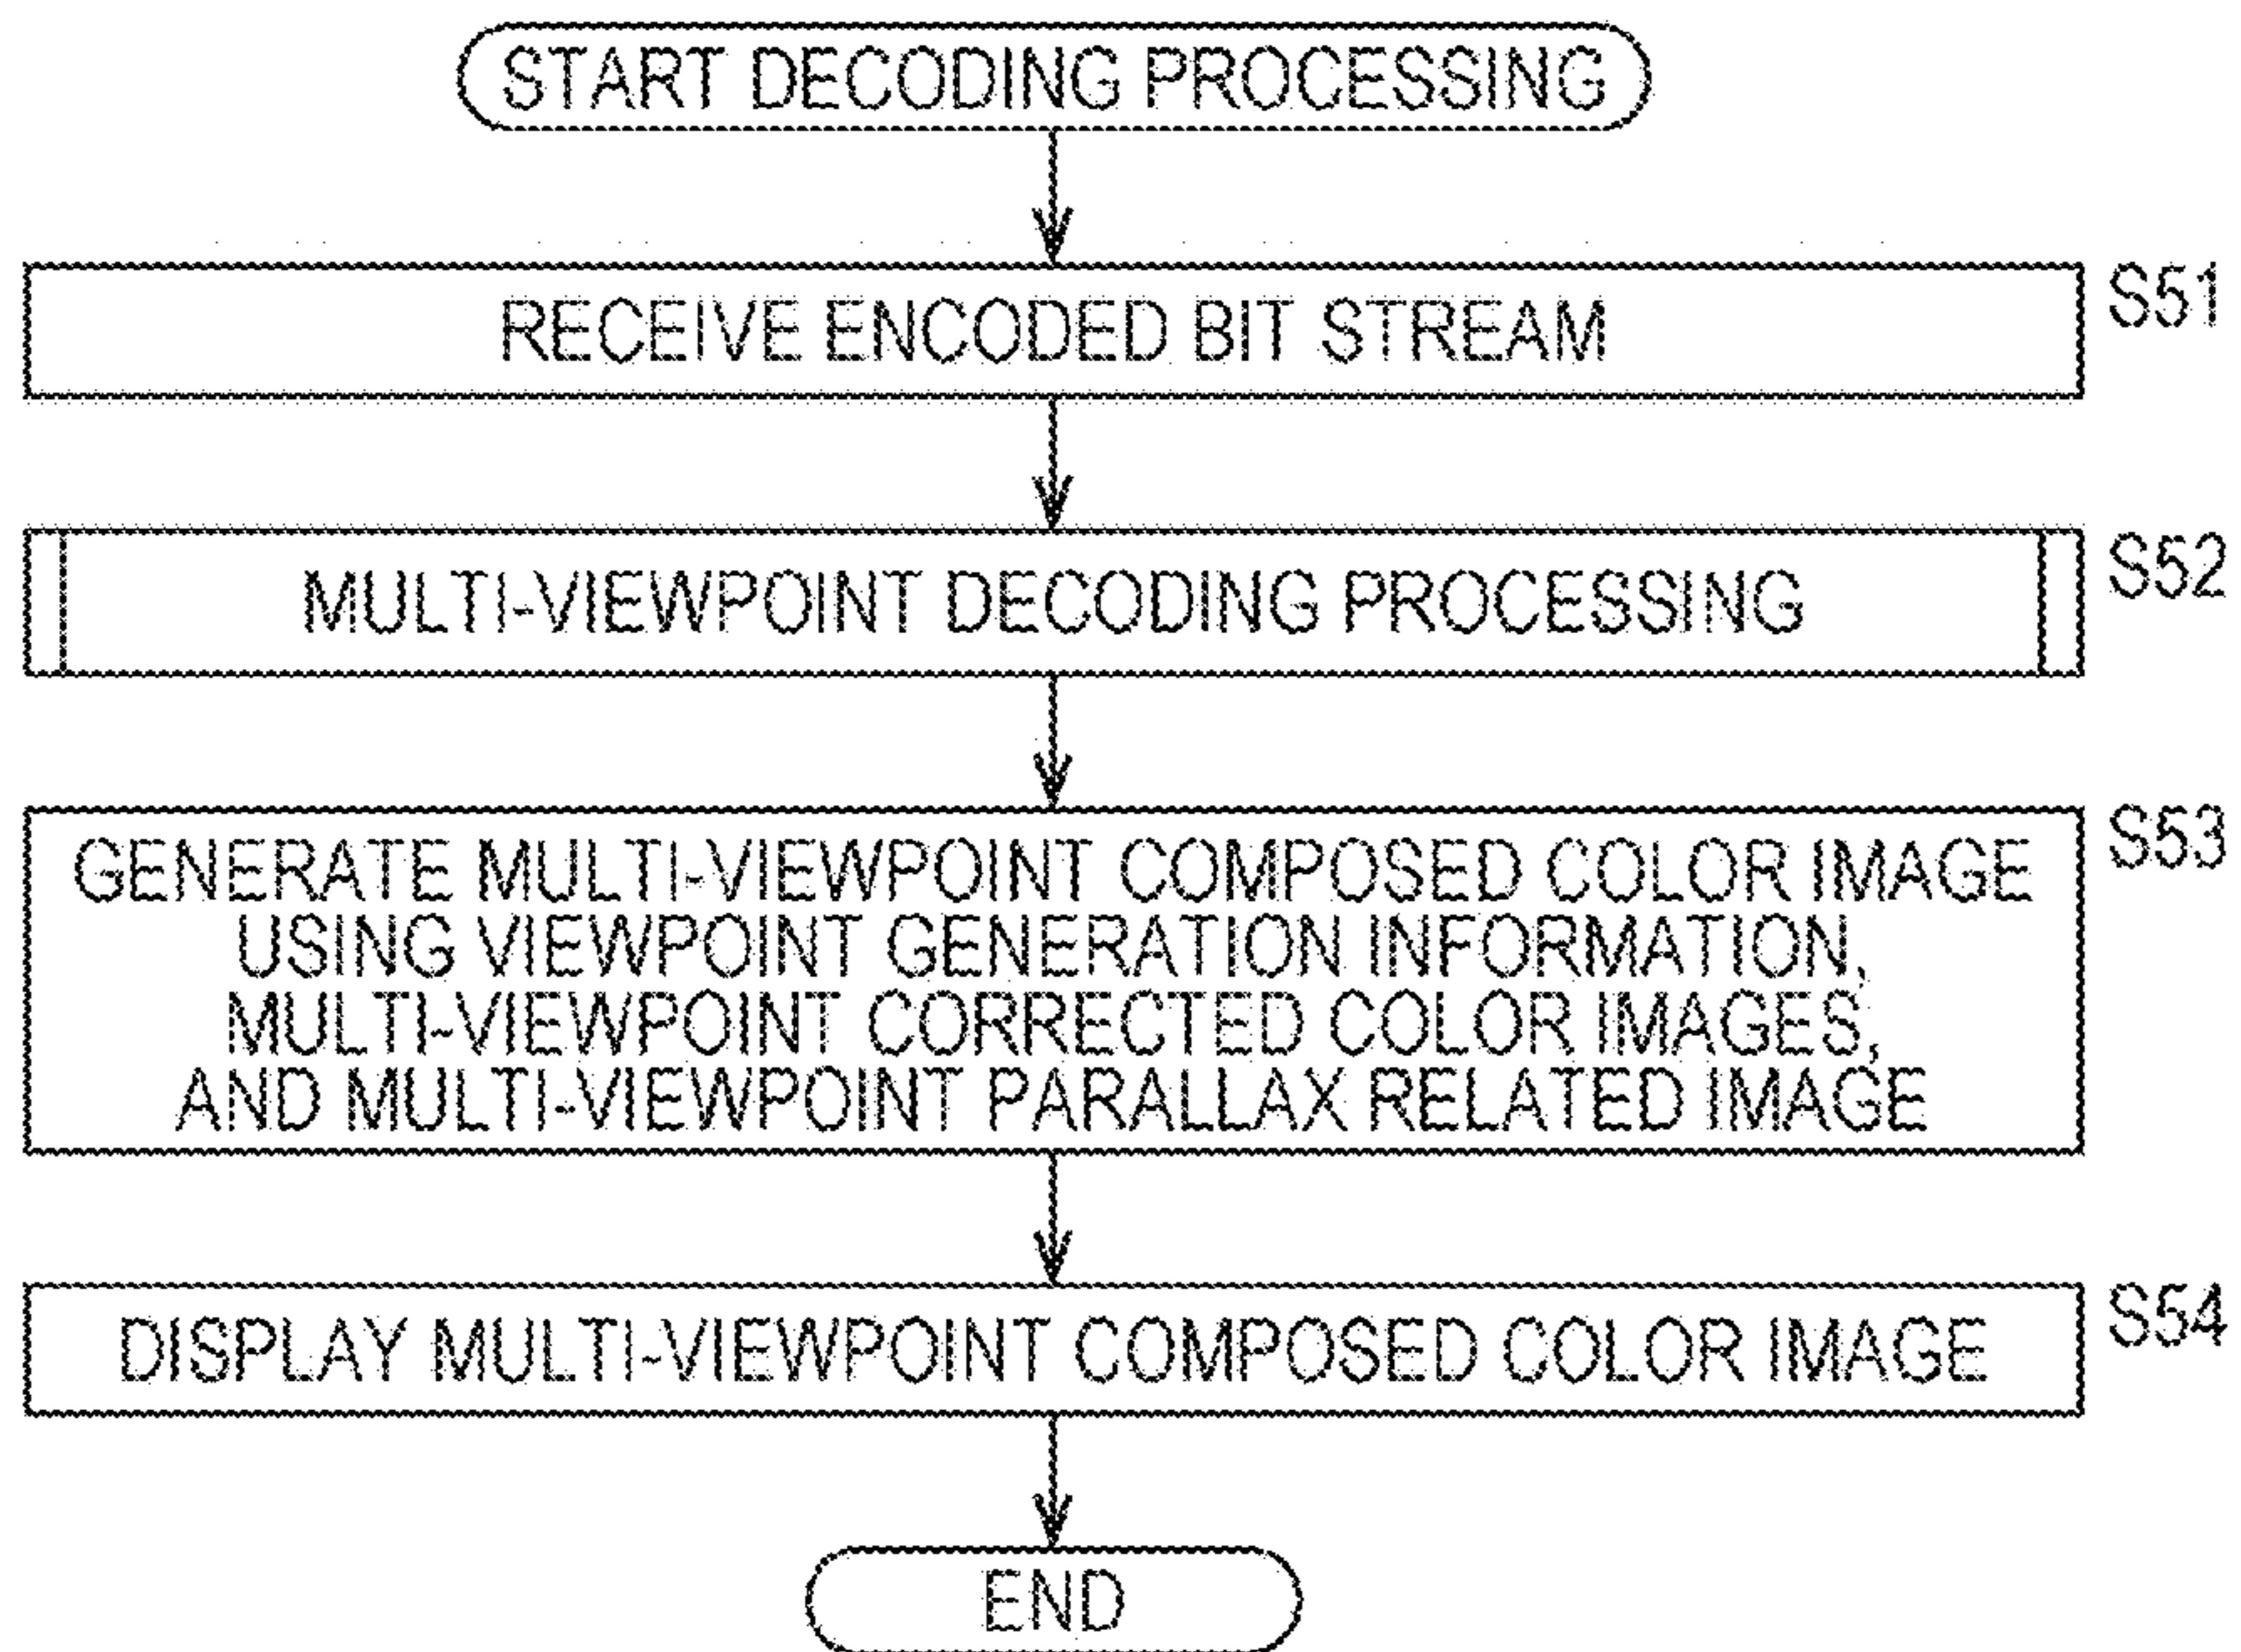 START DECODING PROCESSING
RECEIVE ENCODED BIT STREAM
S51
MULTI-VIEWPOINT DECODING PROCESSING
S52
GENERATE MULTI-VIEWPOINT COMPOSED COLOR IMAGE
USING VIEWPOINT GENERATION INFORMATION,
MULTI-VIEWPOINT CORRECTED COLOR IMAGES,
AND MULTI-VIEWPOINT PARALLAX RELATED IMAGE
S53
DISPLAY MULTI-VIEWPOINT COMPOSED COLOR IMAGE
S54
END